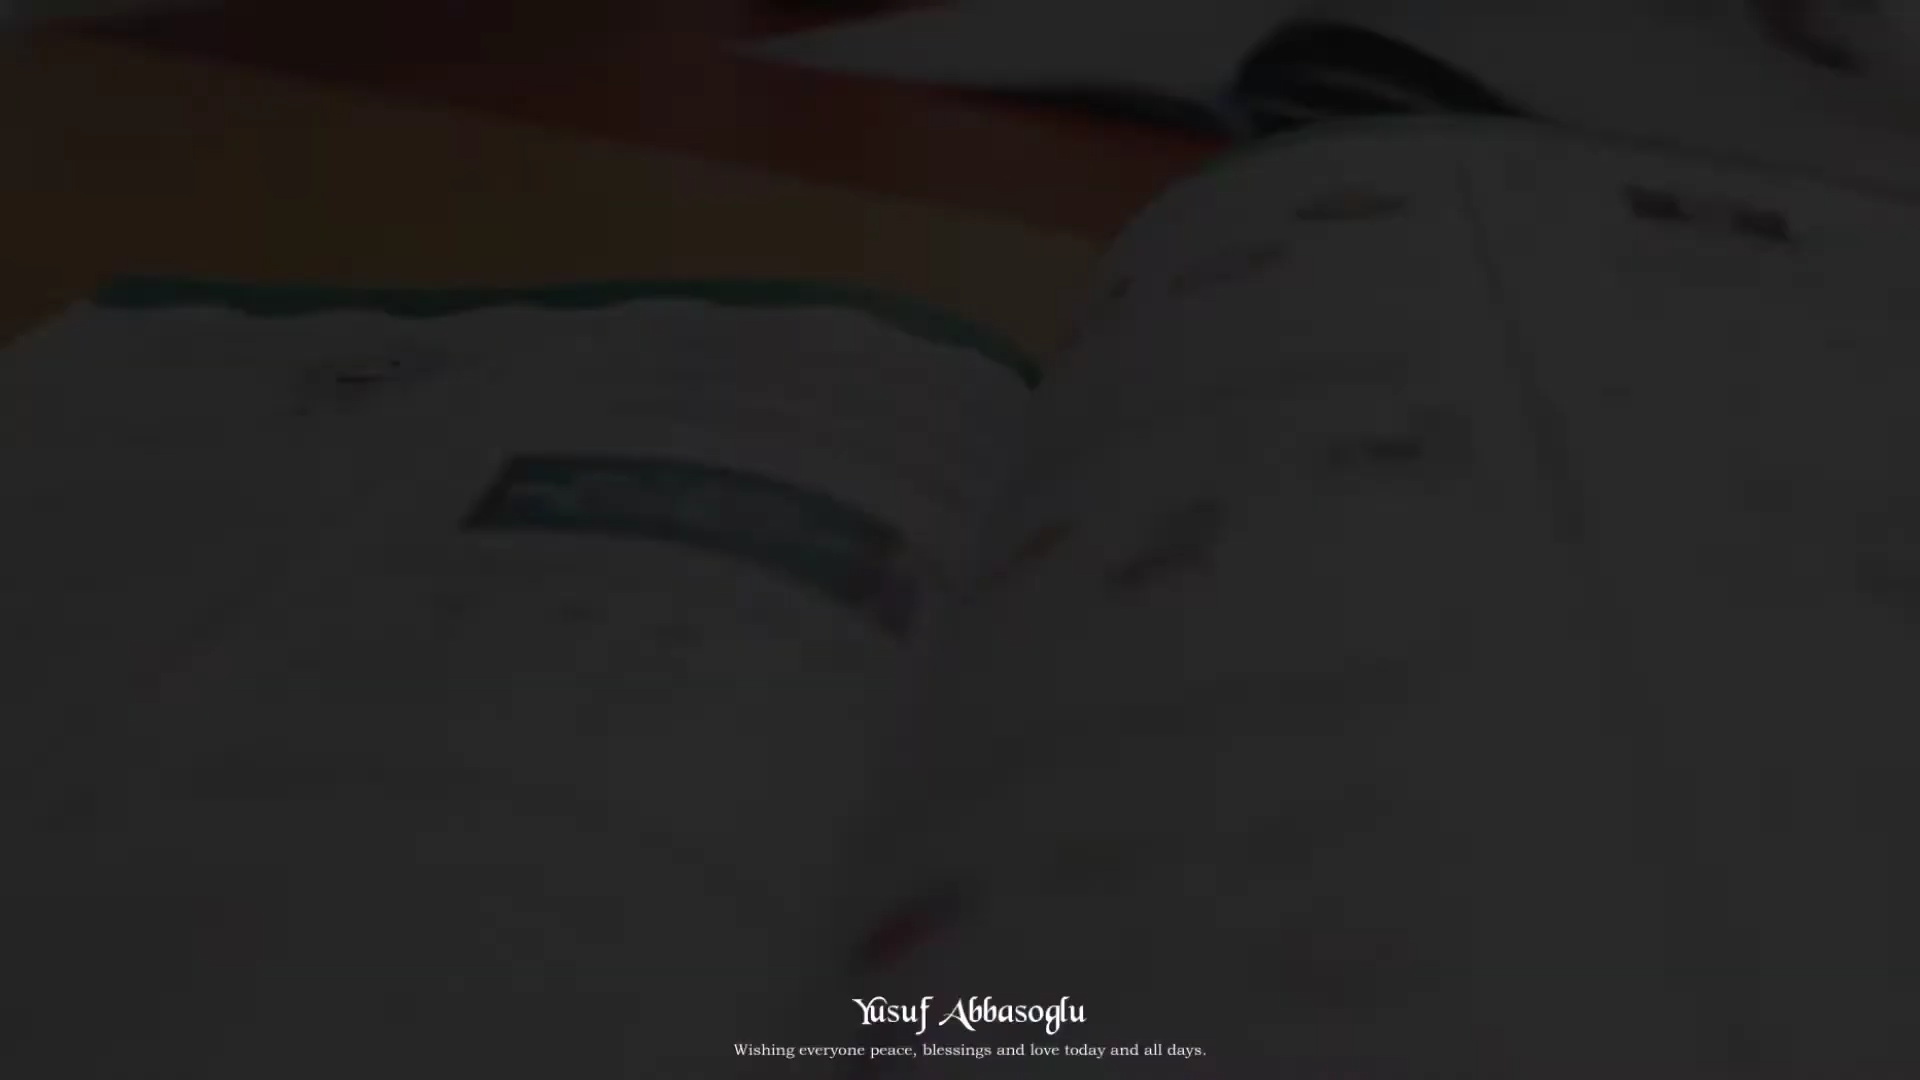 Yusuf Abbasoglu
Wishing everyone peace, blessings and love today and all days.